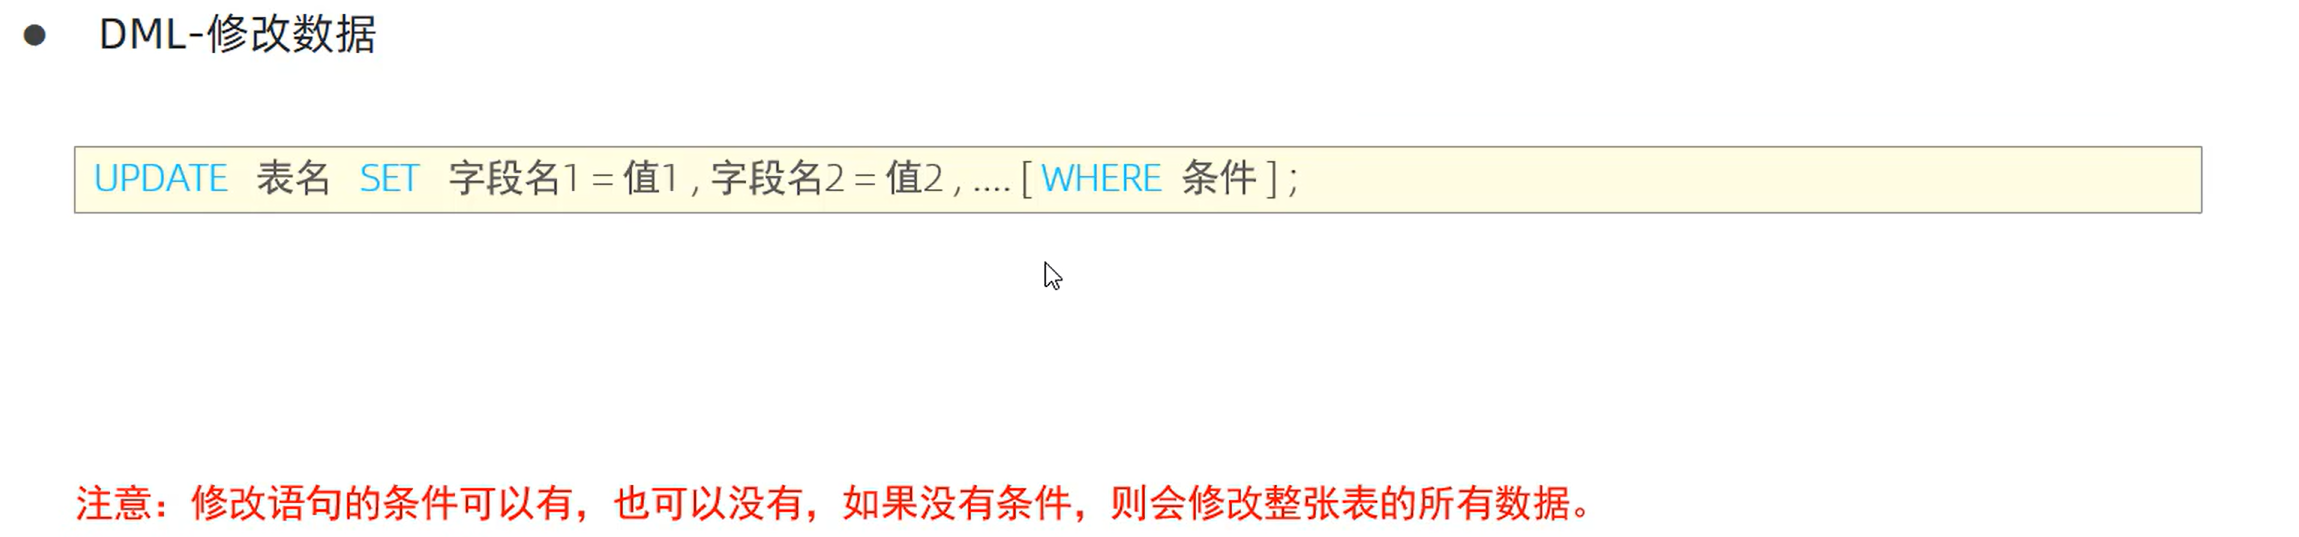 ● DML-修改数据
UPDATE 表名 SET 字段名1 = 值1 , 字段名2 = 值2 , .... [ WHERE 条件 ] ;
注意：修改语句的条件可以有，也可以没有，如果没有条件，则会修改整张表的所有数据。